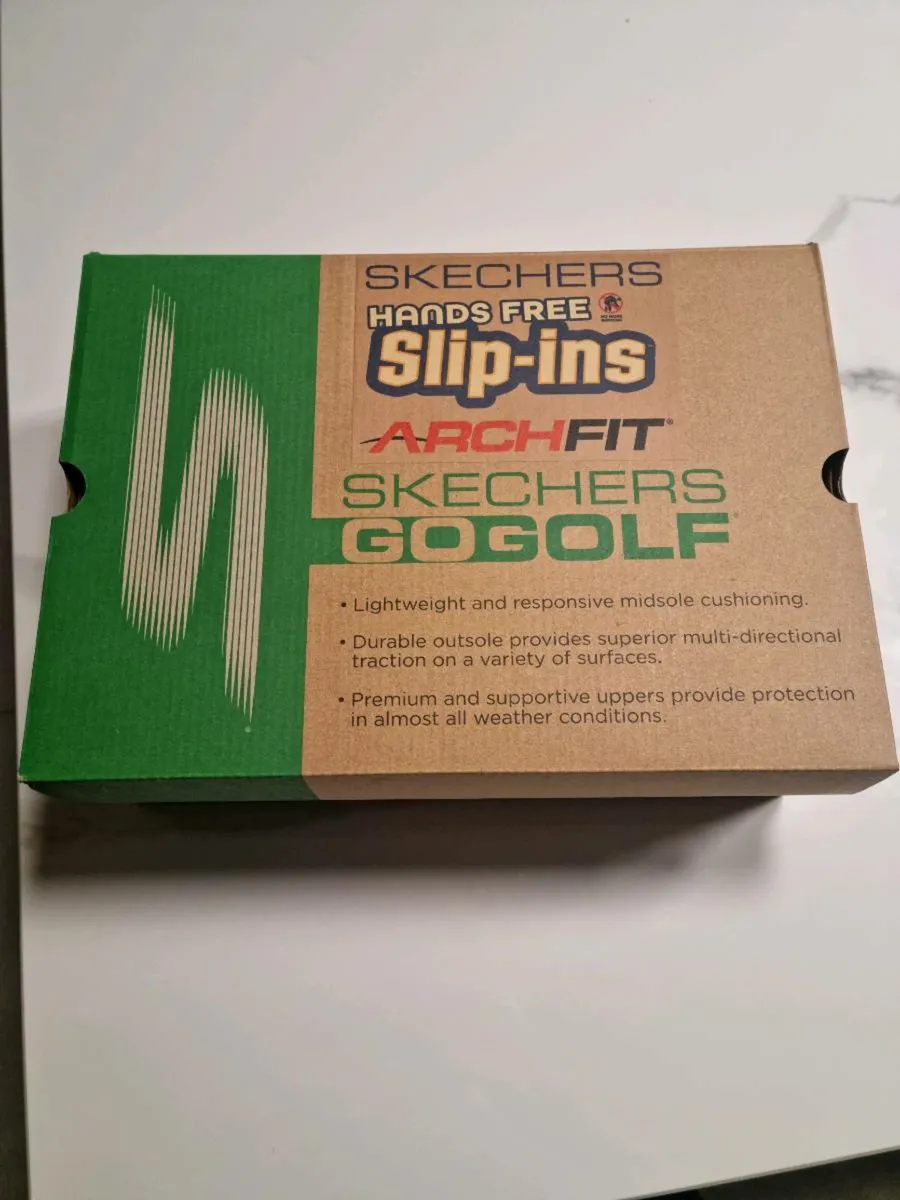 SKECHERS
HANDS FREE
Slip-ins™
ARCHFIT®
SKECHERS
GOGOLF®
• Lightweight and responsive midsole cushioning.
• Durable outsole provides superior multi-directional
traction on a variety of surfaces.
• Premium and supportive uppers provide protection
in almost all weather conditions.